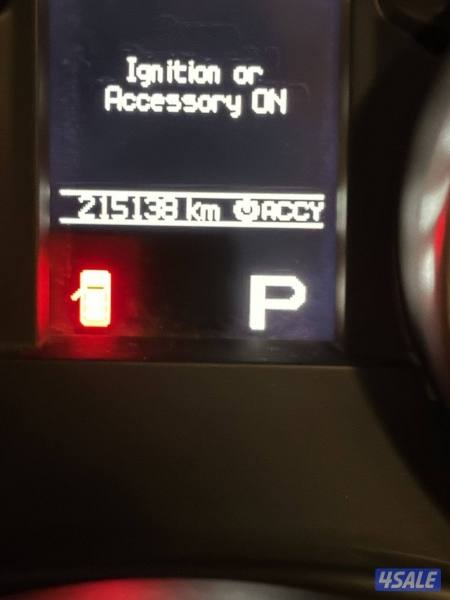 Ignition or
Accessory ON
215138 km ACCY
P
4SALE